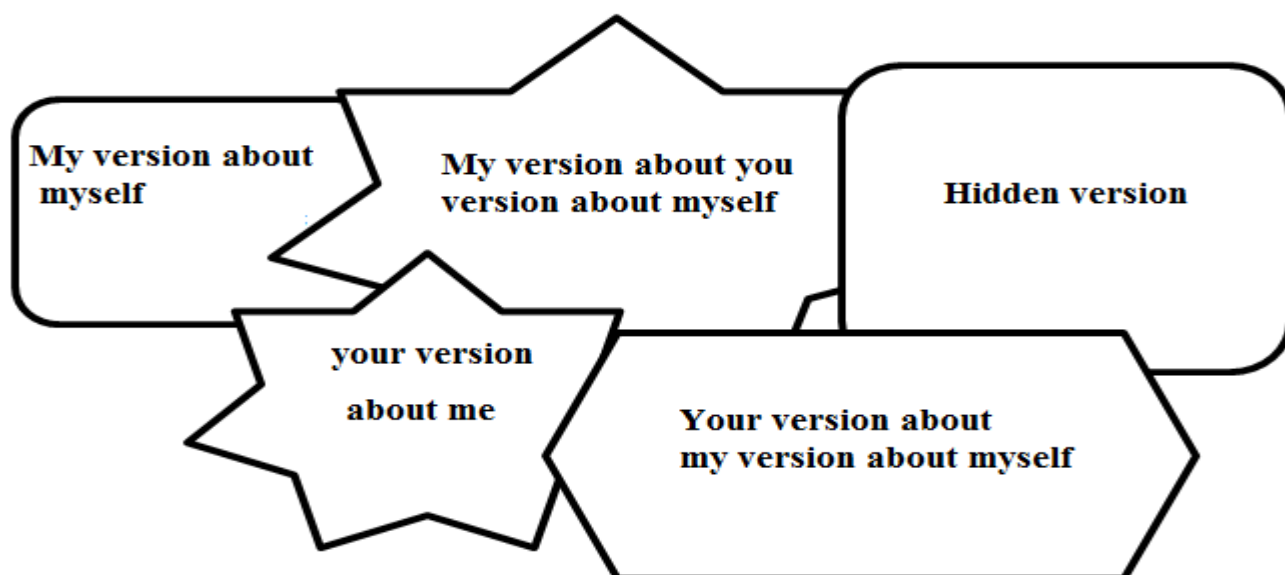 My version about
myself
My version about you
version about myself
Hidden version
your version
about me
Your version about
my version about myself